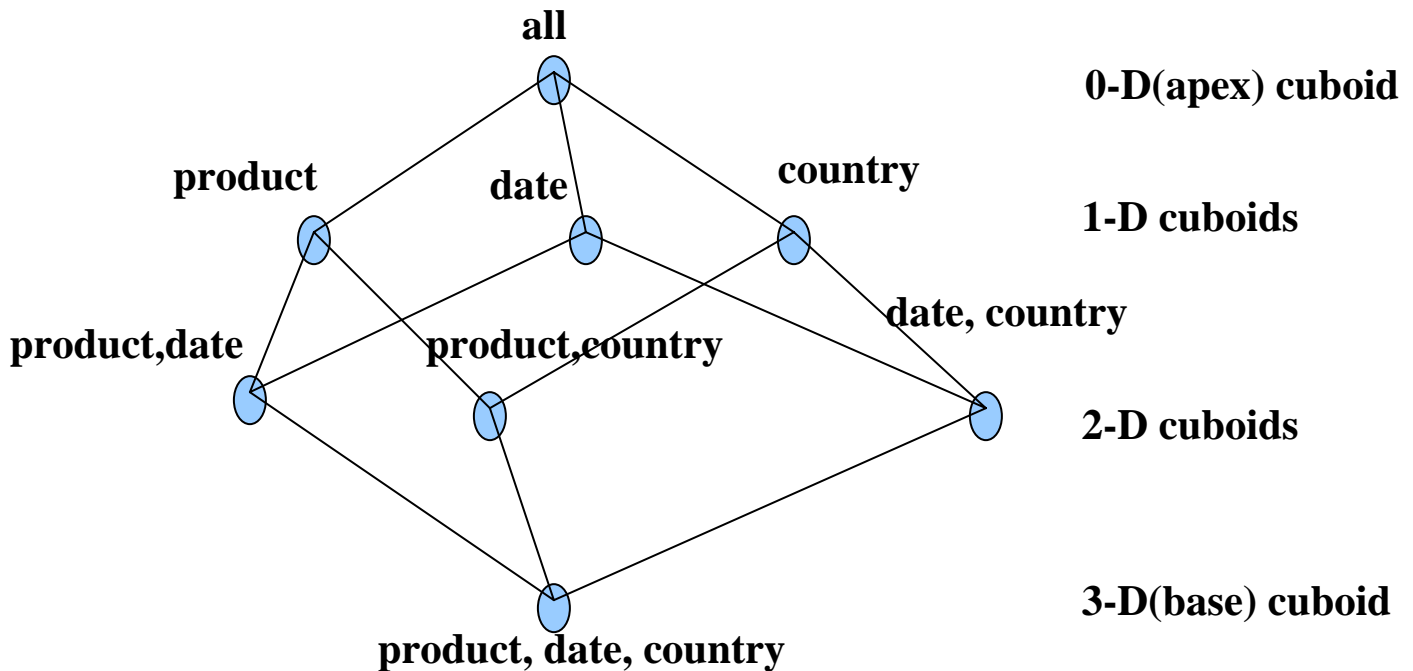 all
0-D(apex) cuboid
product
date
country
1-D cuboids
date, country
product,date
product,country
2-D cuboids
3-D(base) cuboid
product, date, country